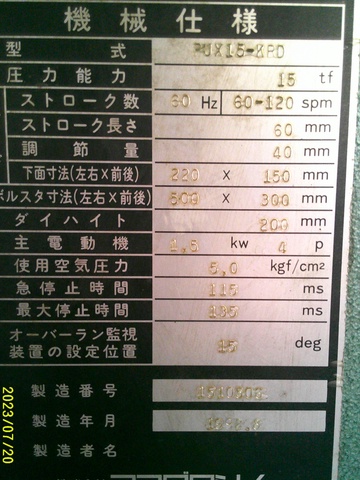 機械仕様
型式 PUX15-KPD
圧力能力 15 tf
ストローク数 60 Hz 60-120 spm
ストローク長さ 60 mm
調節量 40 mm
下面寸法(左右×前後) 220 × 150 mm
ボルスタ寸法(左右×前後) 500 × 300 mm
ダイハイト 200 mm
主電動機 1.5 kw 4 p
使用空気圧力 5.0 kgf/cm²
急停止時間 115 ms
最大停止時間 135 ms
オーバーラン監視
装置の設定位置 15 deg
製造番号
製造年月
製造者名
2023/07/20